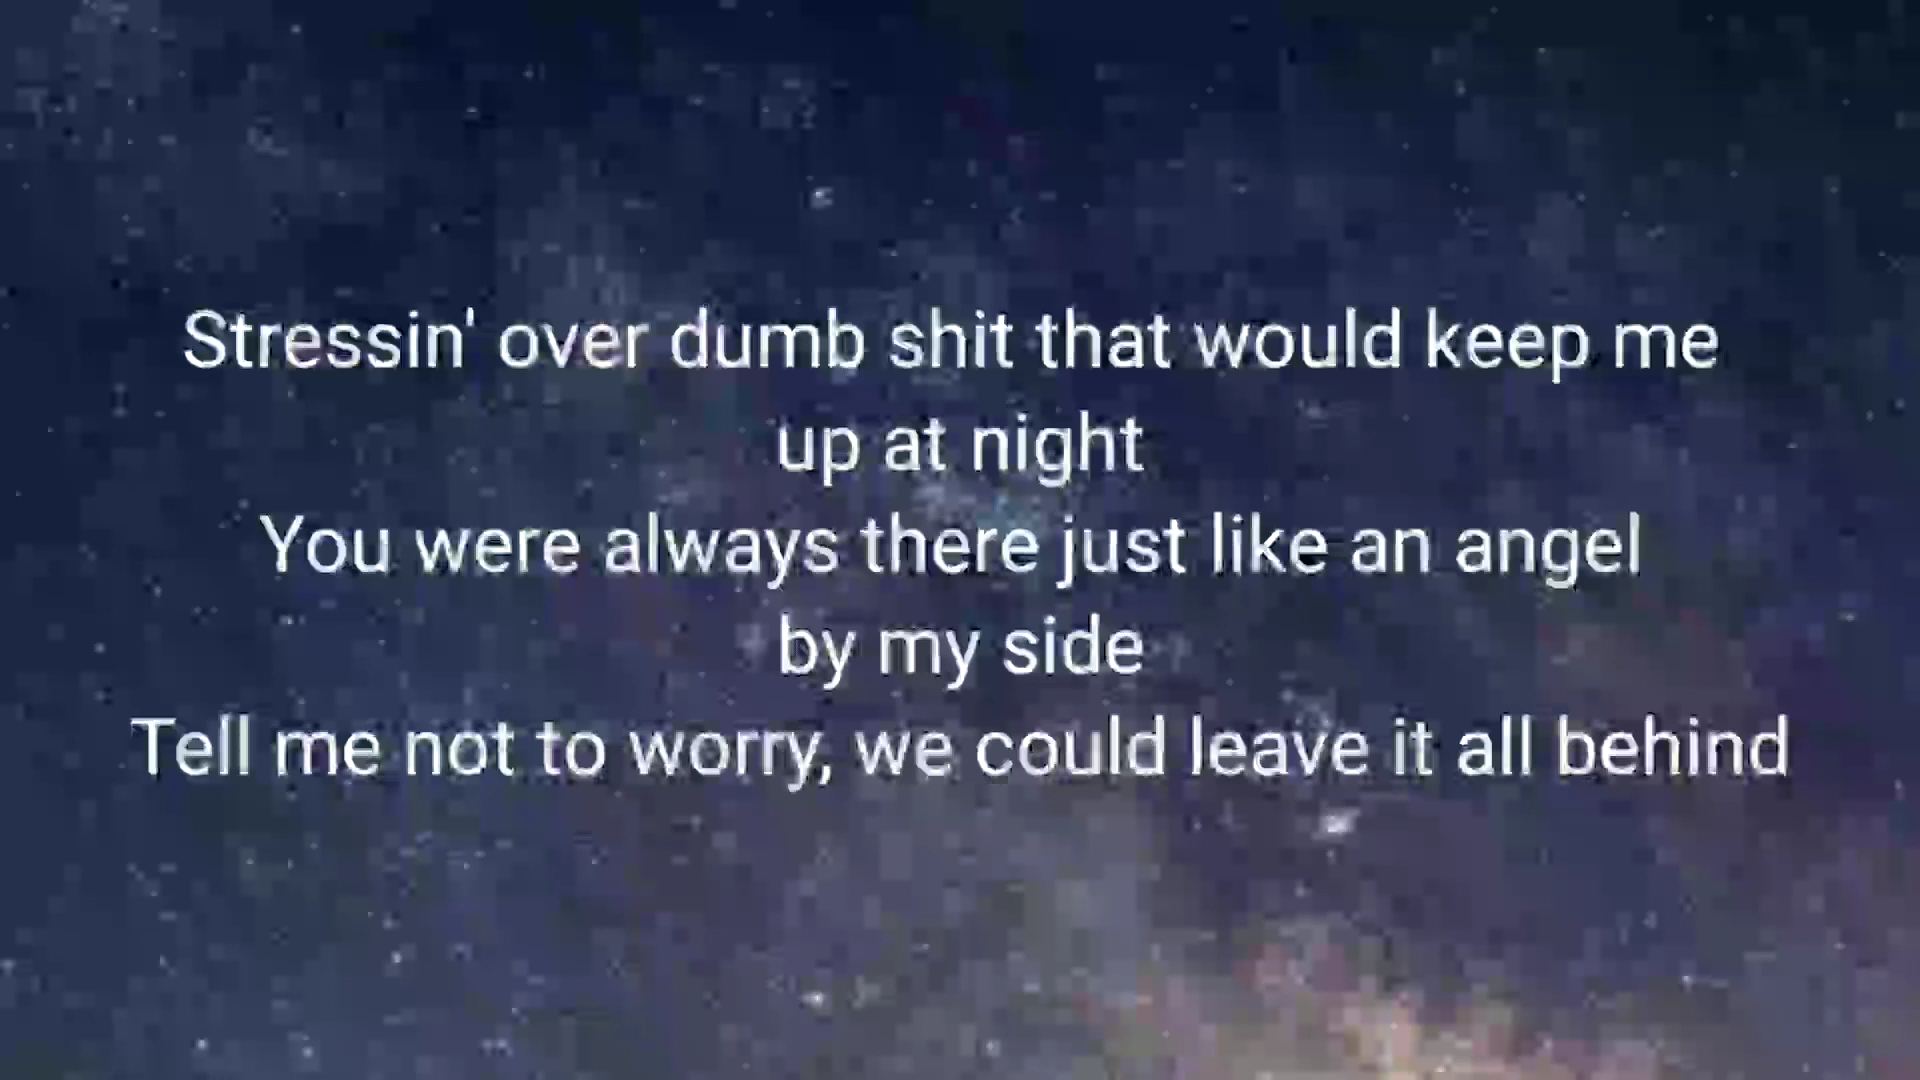 Stressin' over dumb shit that would keep me
up at night
You were always there just like an angel
by my side
Tell me not to worry, we could leave it all behind